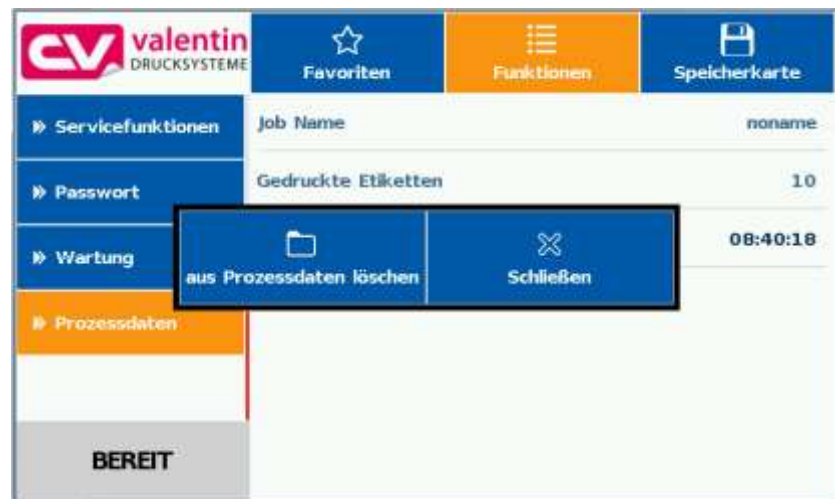 cv valentin
DRUCKSYSTEME
Favoriten
Funktionen
Speicherkarte
» Servicefunktionen
Job Name
noname
» Passwort
Gedruckte Etiketten
10
» Wartung
08:40:18
aus Prozessdaten löschen
Schließen
» Prozessdaten
BEREIT